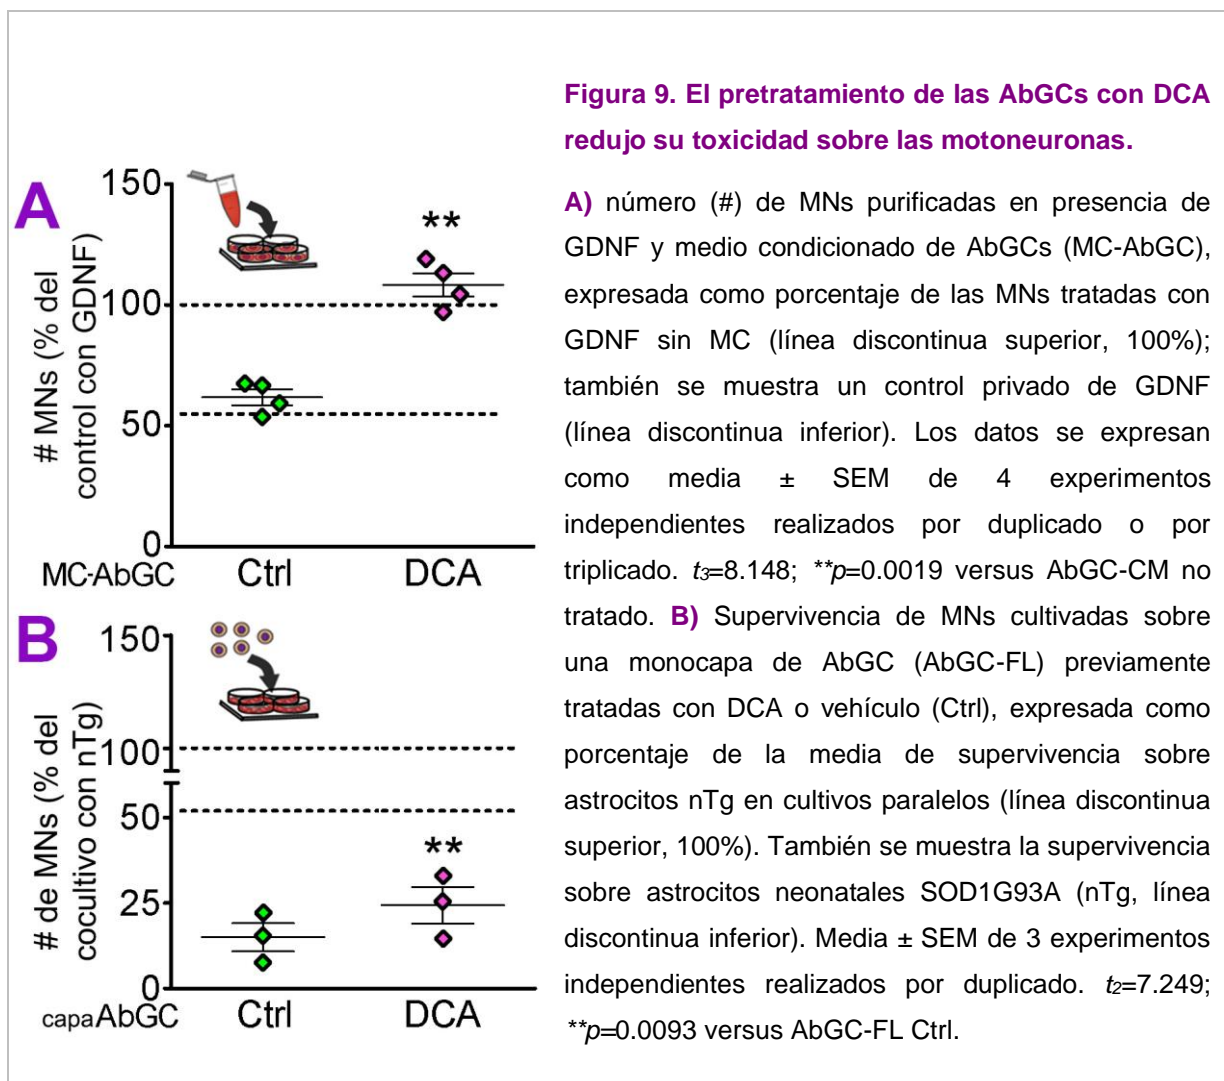 Figura 9. El pretratamiento de las AbGCs con DCA
redujo su toxicidad sobre las motoneuronas.
A) número (#) de MNs purificadas en presencia de
GDNF y medio condicionado de AbGCs (MC-AbGC),
expresada como porcentaje de las MNs tratadas con
GDNF sin MC (línea discontinua superior, 100%);
también se muestra un control privado de GDNF
(línea discontinua inferior). Los datos se expresan
como media ± SEM de 4 experimentos
independientes realizados por duplicado o por
triplicado. t3=8.148; **p=0.0019 versus AbGC-CM no
tratado. B) Supervivencia de MNs cultivadas sobre
una monocapa de AbGC (AbGC-FL) previamente
tratadas con DCA o vehículo (Ctrl), expresada como
porcentaje de la media de supervivencia sobre
astrocitos nTg en cultivos paralelos (línea discontinua
superior, 100%). También se muestra la supervivencia
sobre astrocitos neonatales SOD1G93A (nTg, línea
discontinua inferior). Media ± SEM de 3 experimentos
independientes realizados por duplicado. t2=7.249;
**p=0.0093 versus AbGC-FL Ctrl.
A
# MNs (% del
control con GDNF)
150
100
50
0
**
MC-AbGC Ctrl DCA
B
# de MNs (% del
cocultivo con nTg)
150
100
50
25
0
**
capaAbGC Ctrl DCA